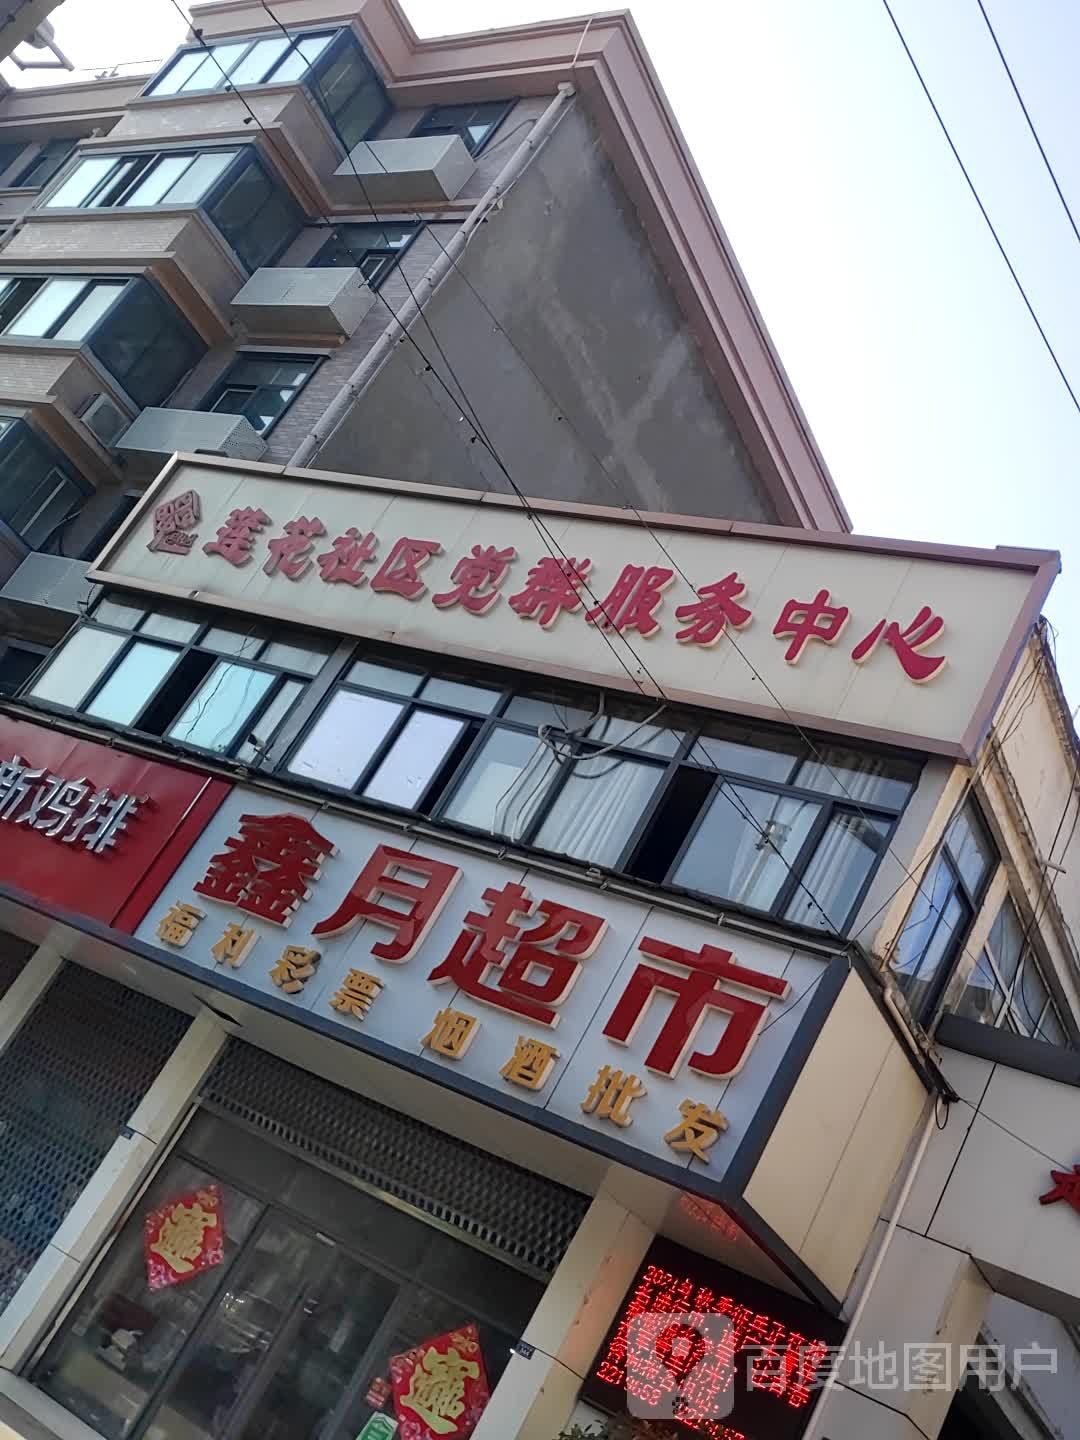 莲花社区党群服务中心
新鸡排
鑫月超市
福利彩票 烟酒批发
百度地图用户